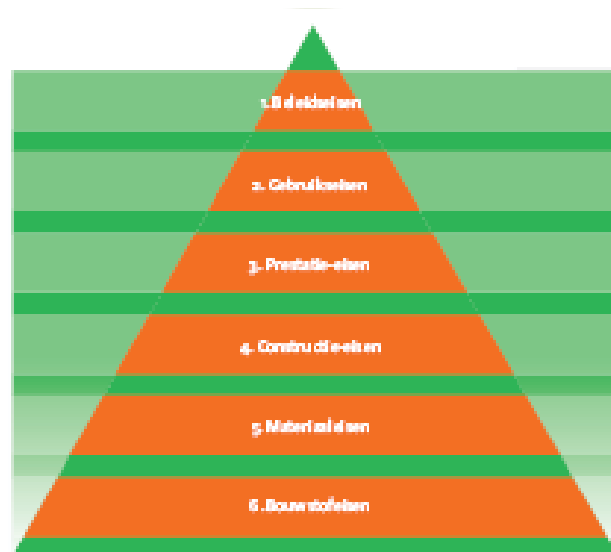 1. Beleidseisen
2. Gebruikseisen
3. Prestatie-eisen
4. Constructie-eisen
5. Materiaaleisen
6. Bouwstofeisen